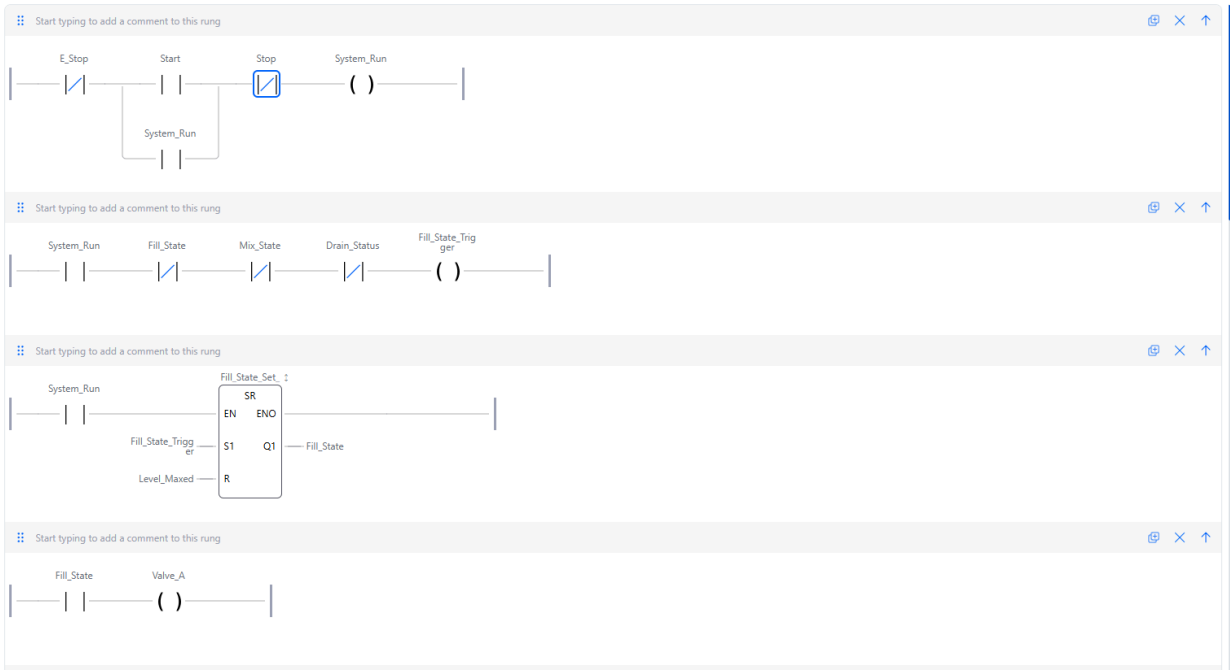 Start typing to add a comment to this rung
E_Stop Start Stop System_Run
System_Run
Start typing to add a comment to this rung
System_Run Fill_State Mix_State Drain_Status Fill_State_Trig
ger
Start typing to add a comment to this rung
Fill_State_Set_
System_Run
SR
EN ENO
Fill_State_Trigg
er
S1 Q1 Fill_State
Level_Maxed R
Start typing to add a comment to this rung
Fill_State Valve_A